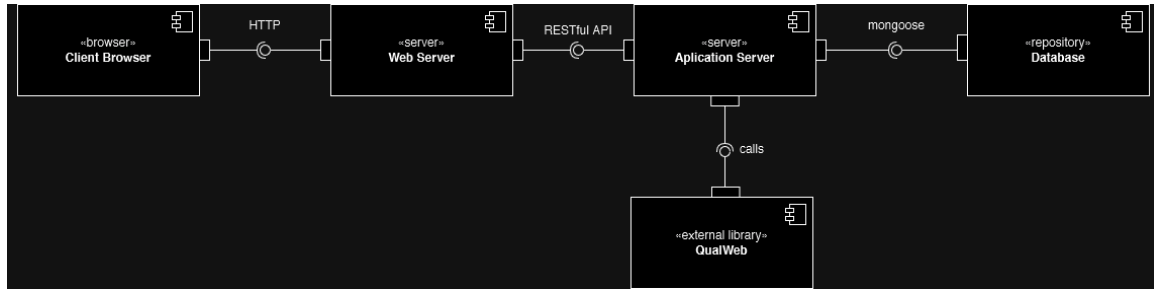 HTTP
RESTful API
mongoose
«browser»
Client Browser
«server»
Web Server
«server»
Aplication Server
«repository»
Database
calls
«external library»
QualWeb